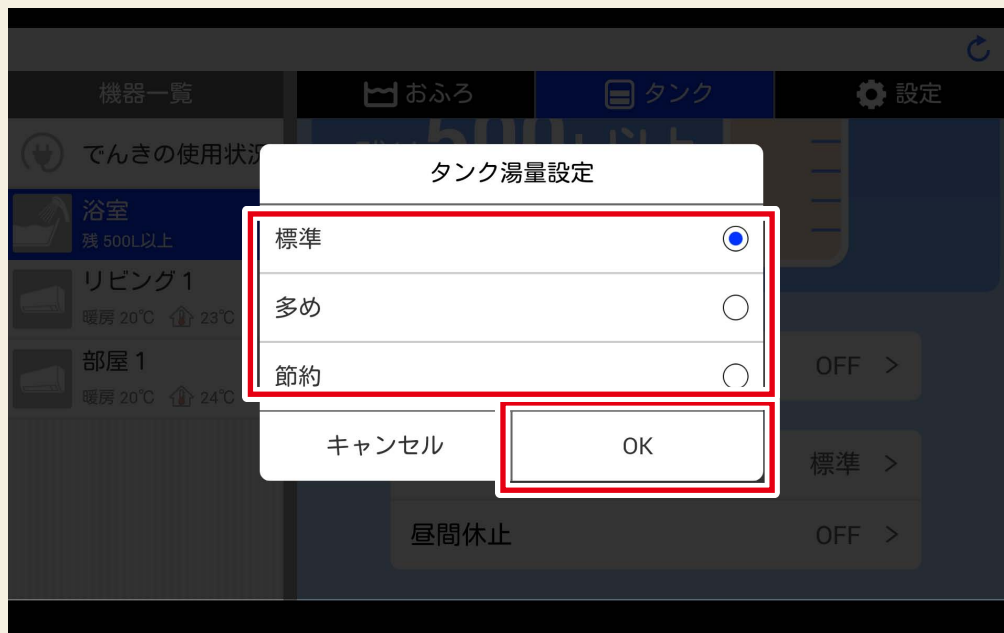 機器一覧
おふろ
タンク
設定
でんきの使用状況
浴室
残 500L以上
リビング 1
暖房 20℃ 23℃
部屋 1
暖房 20℃ 24℃
タンク湯量設定
標準
多め
節約
キャンセル
OK
OFF >
標準 >
昼間休止
OFF >